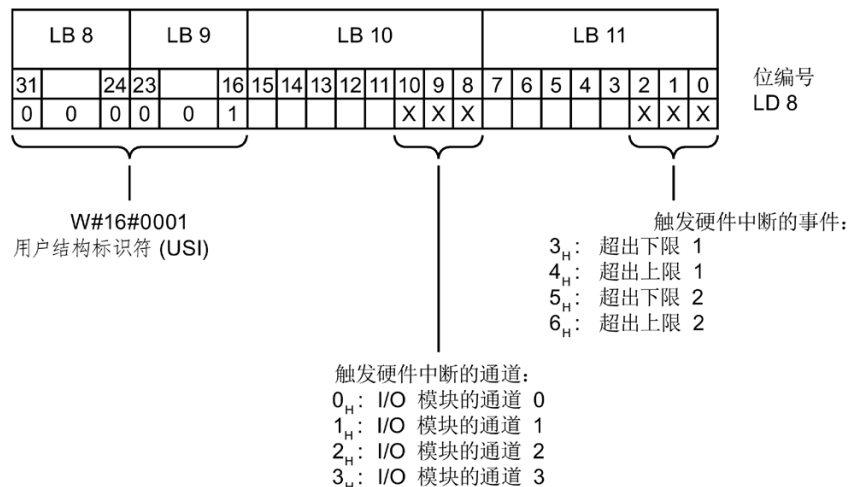 LB 8 LB 9 LB 10 LB 11
31 24 23 16 15 14 13 12 11 10 9 8 7 6 5 4 3 2 1 0 位编号
0 0 0 0 0 1 X X X X X X LD 8
W#16#0001
用户结构标识符 (USI)
触发硬件中断的事件：
3H： 超出下限 1
4H： 超出上限 1
5H： 超出下限 2
6H： 超出上限 2
触发硬件中断的通道：
0H： I/O 模块的通道 0
1H： I/O 模块的通道 1
2H： I/O 模块的通道 2
3H： I/O 模块的通道 3